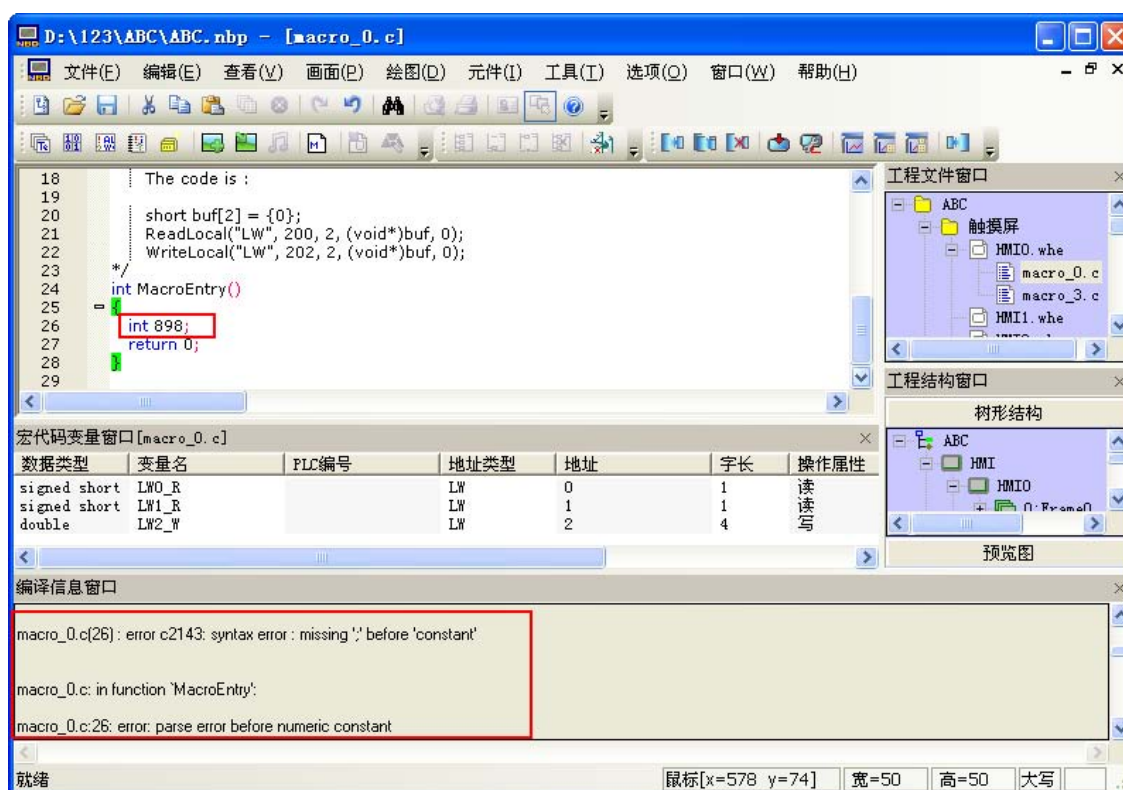 D:\123\ABC\ABC.nbp - [macro_0.c]
文件(F) 编辑(E) 查看(V) 画面(P) 绘图(D) 元件(I) 工具(T) 选项(O) 窗口(W) 帮助(H)
18 The code is :
19
20 short buf[2] = {0};
21 ReadLocal("LW", 200, 2, (void*)buf, 0);
22 WriteLocal("LW", 202, 2, (void*)buf, 0);
23 */
24 int MacroEntry()
25 {
26 int 898;
27 return 0;
28 }
29
工程文件窗口
ABC
触摸屏
HMI0.whe
macro_0.c
macro_3.c
HMI1.whe
工程结构窗口
树形结构
ABC
HMI
HMI0
0:Frame0
预览图
宏代码变量窗口[macro_0.c]
数据类型 变量名 PLC编号 地址类型 地址 字长 操作属性
signed short LW0_R LW 0 1 读
signed short LW1_R LW 1 1 读
double LW2_W LW 2 4 写
编译信息窗口
macro_0.c(26) : error c2143: syntax error : missing ';' before 'constant'
macro_0.c: in function `MacroEntry':
macro_0.c:26: error: parse error before numeric constant
就绪 鼠标[x=578 y=74] 宽=50 高=50 大写